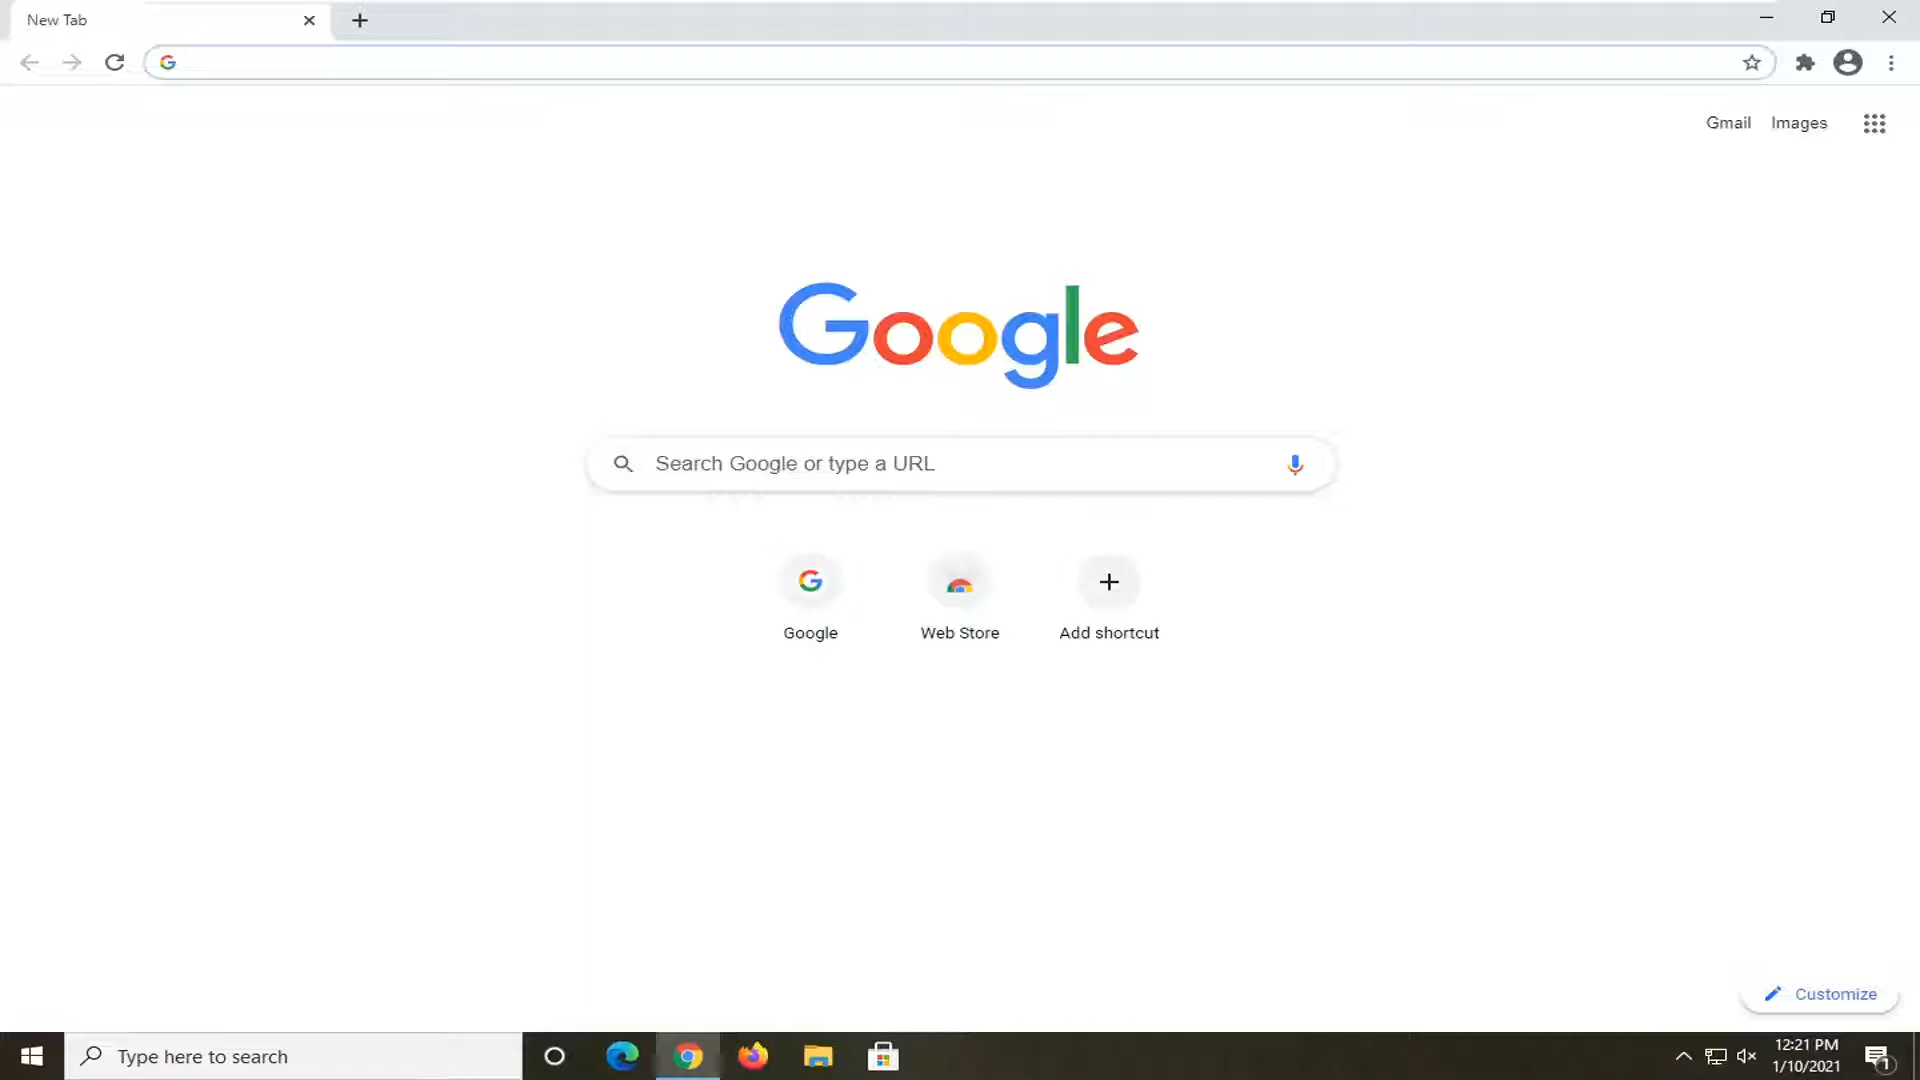 New Tab
Gmail Images
Google
Search Google or type a URL
Google
Web Store
Add shortcut
Customize
Type here to search
12:21 PM
1/10/2021
1